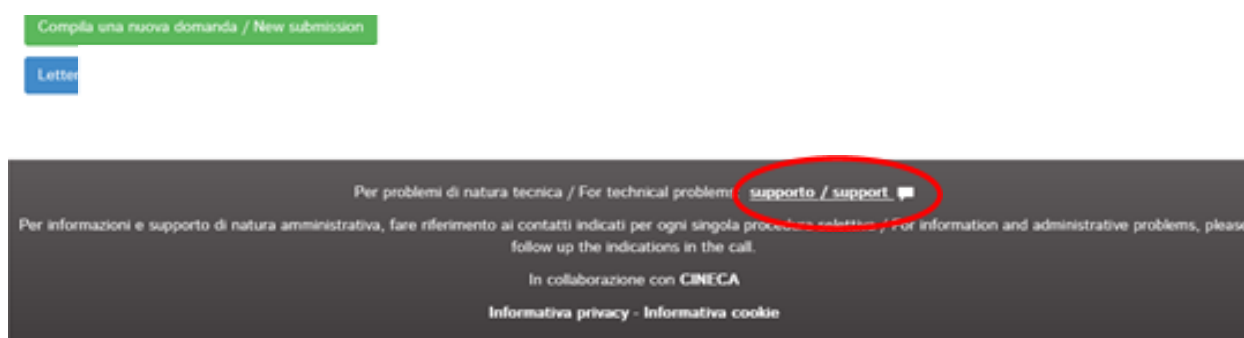 Compila una nuova domanda / New submission
Letter
Per problemi di natura tecnica / For technical problem supporto / support
Per informazioni e supporto di natura amministrativa, fare riferimento ai contatti indicati per ogni singola procedura selettiva / For information and administrative problems, please
follow up the indications in the call.
In collaborazione con CINECA
Informativa privacy - Informativa cookie